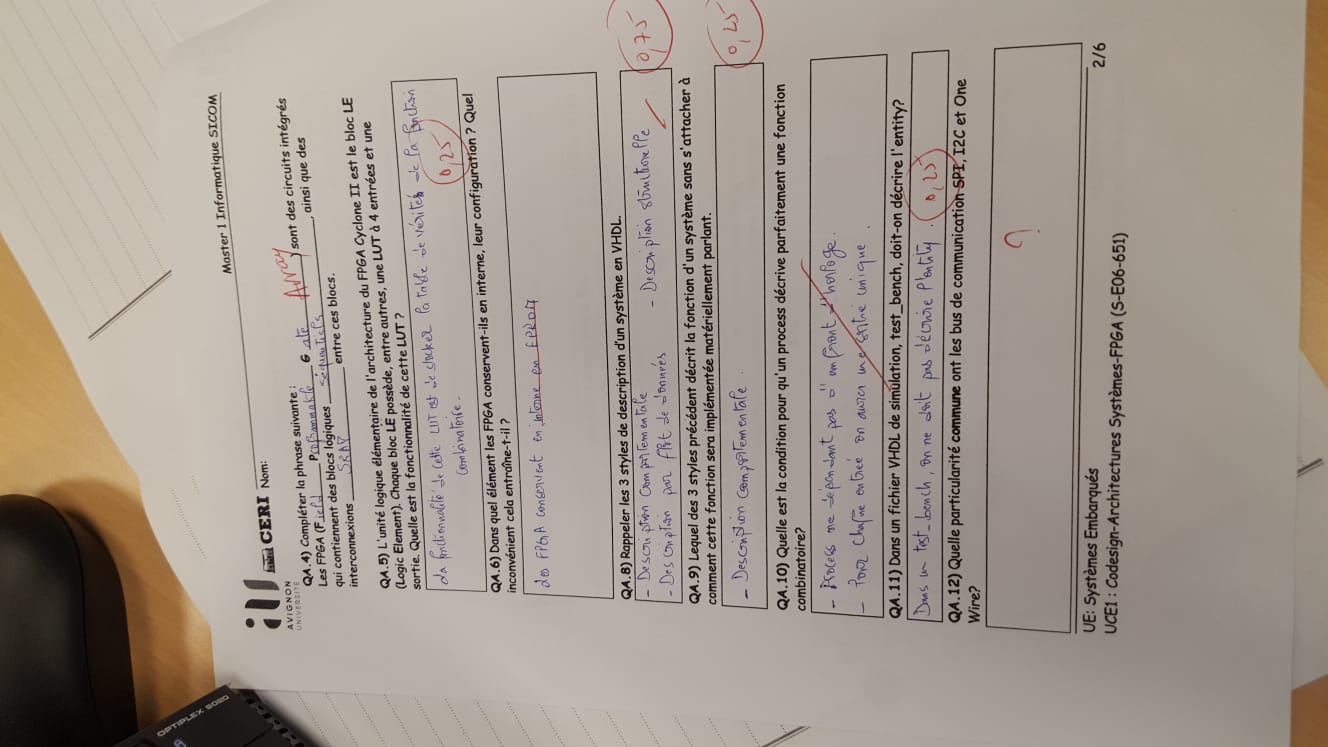 Master 1 Informatique SICOM
AVIGNON
UNIVERSITÉ
CERI Nom:
QA.4) Compléter la phrase suivante :
Les FPGA (Field Programmable Gate Array) sont des circuits intégrés
qui contiennent des blocs logiques séquentiels, ainsi que des
interconnexions SRAM entre ces blocs.
QA.5) L'unité logique élémentaire de l'architecture du FPGA Cyclone II est le bloc LE
(Logic Element). Chaque bloc LE possède, entre autres, une LUT à 4 entrées et une
sortie. Quelle est la fonctionnalité de cette LUT ?
La fonctionnalité de cette LUT est de stocker la table de vérités de la fonction
combinatoire.
0,25
QA.6) Dans quel élément les FPGA conservent-ils en interne, leur configuration ? Quel
inconvénient cela entraîne-t-il ?
les FPGA conservent en interne en EPROM
QA.8) Rappeler les 3 styles de description d'un système en VHDL.
0,75
- Description comportementale
- Description par flot de données - Description structurelle
QA.9) Lequel des 3 styles précédent décrit la fonction d'un système sans s'attacher à
comment cette fonction sera implémentée matériellement parlant.
0,25
- Description comportementale.
QA.10) Quelle est la condition pour qu'un process décrive parfaitement une fonction
combinatoire?
- Process ne dépendant pas d'un front d'horloge.
- Pour chaque entrée on aura une sortie unique.
QA.11) Dans un fichier VHDL de simulation, test_bench, doit-on décrire l'entity?
Dans un test_bench, on ne doit pas décrire l'entity.
0,25
QA.12) Quelle particularité commune ont les bus de communication SPI, I2C et One
Wire?
?
UE: Systèmes Embarqués
UCE1 : Codesign-Architectures Systèmes-FPGA (S-E06-651)
2/6
OPTIPLEX 9020